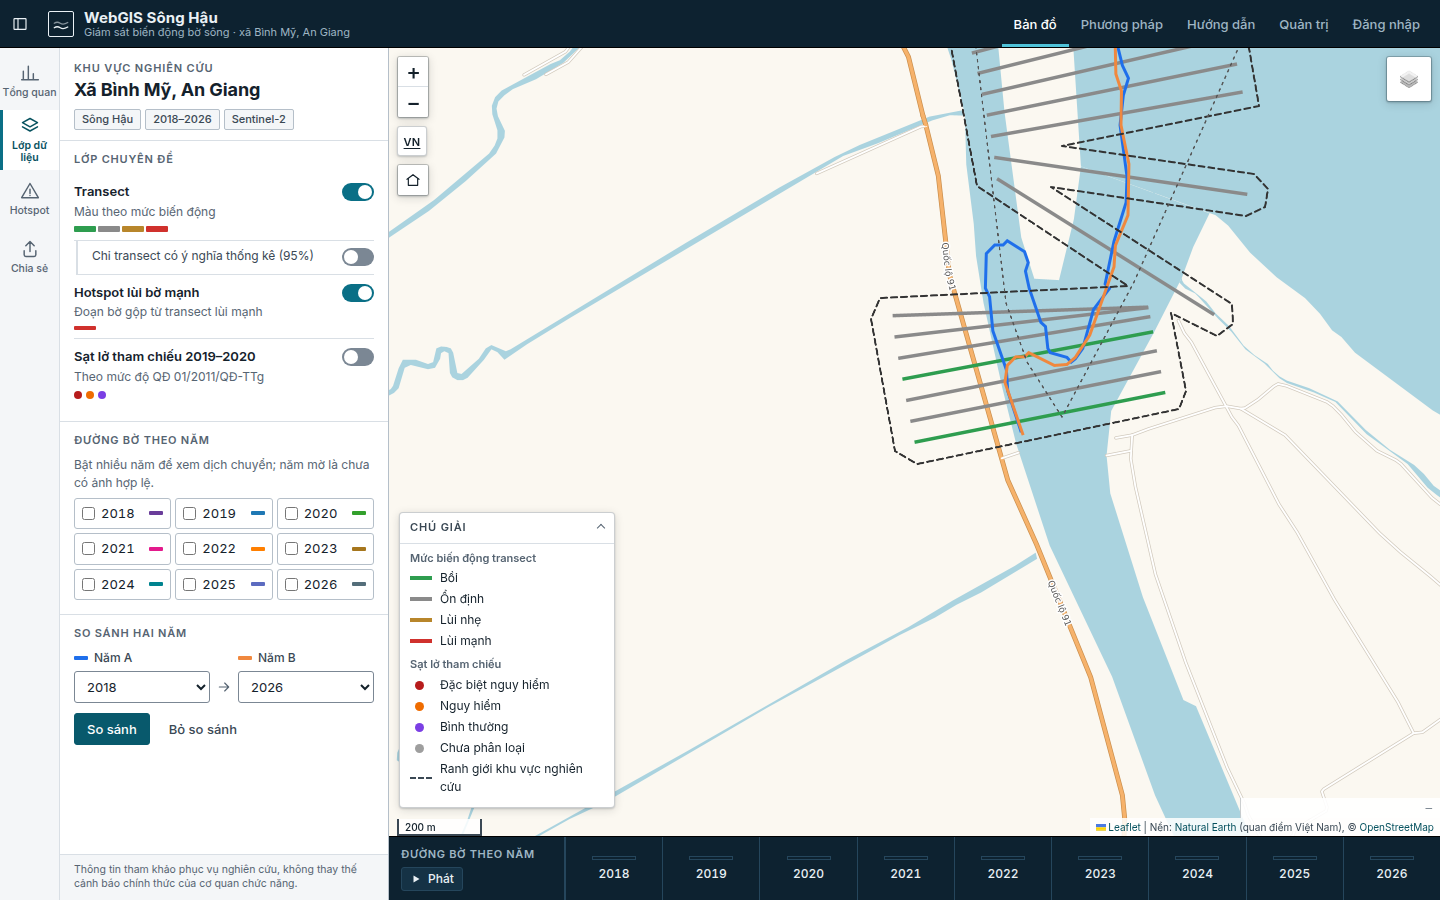 WebGIS Sông Hậu
Giám sát biến động bờ sông · xã Bình Mỹ, An Giang
Bản đồ
Phương pháp
Hướng dẫn
Quản trị
Đăng nhập
Tổng quan
Lớp dữ
liệu
Hotspot
Chia sẻ
KHU VỰC NGHIÊN CỨU
Xã Bình Mỹ, An Giang
Sông Hậu
2018–2026
Sentinel-2
LỚP CHUYÊN ĐỀ
Transect
Màu theo mức biến động
Chỉ transect có ý nghĩa thống kê (95%)
Hotspot lùi bờ mạnh
Đoạn bờ gộp từ transect lùi mạnh
Sạt lở tham chiếu 2019–2020
Theo mức độ QĐ 01/2011/QĐ-TTg
ĐƯỜNG BỜ THEO NĂM
Bật nhiều năm để xem dịch chuyển; năm mờ là chưa
có ảnh hợp lệ.
2018
2019
2020
2021
2022
2023
2024
2025
2026
SO SÁNH HAI NĂM
Năm A
Năm B
2018
→
2026
So sánh
Bỏ so sánh
Thông tin tham khảo phục vụ nghiên cứu, không thay thế
cảnh báo chính thức của cơ quan chức năng.
+
−
VN
Quốc lộ 91
Quốc lộ 91
CHÚ GIẢI
Mức biến động transect
Bồi
Ổn định
Lùi nhẹ
Lùi mạnh
Sạt lở tham chiếu
Đặc biệt nguy hiểm
Nguy hiểm
Bình thường
Chưa phân loại
Ranh giới khu vực nghiên
cứu
200 m
–
Leaflet | Nền: Natural Earth (quan điểm Việt Nam), © OpenStreetMap
ĐƯỜNG BỜ THEO NĂM
Phát
2018
2019
2020
2021
2022
2023
2024
2025
2026